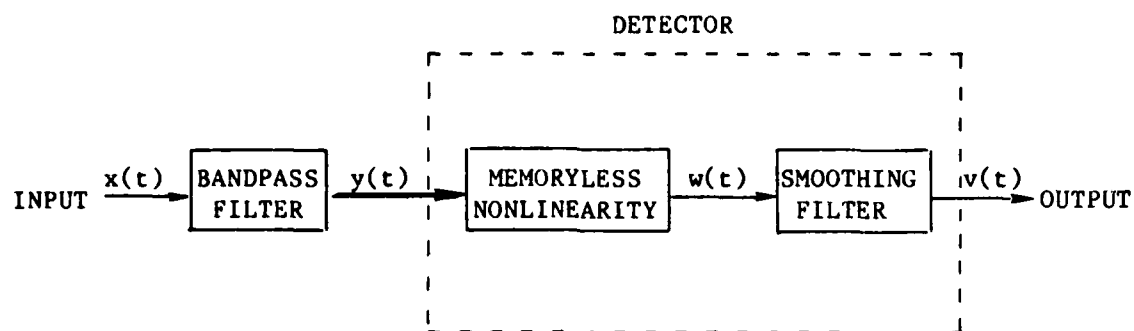 DETECTOR
INPUT
x(t)
BANDPASS
FILTER
y(t)
MEMORYLESS
NONLINEARITY
w(t)
SMOOTHING
FILTER
v(t)
OUTPUT